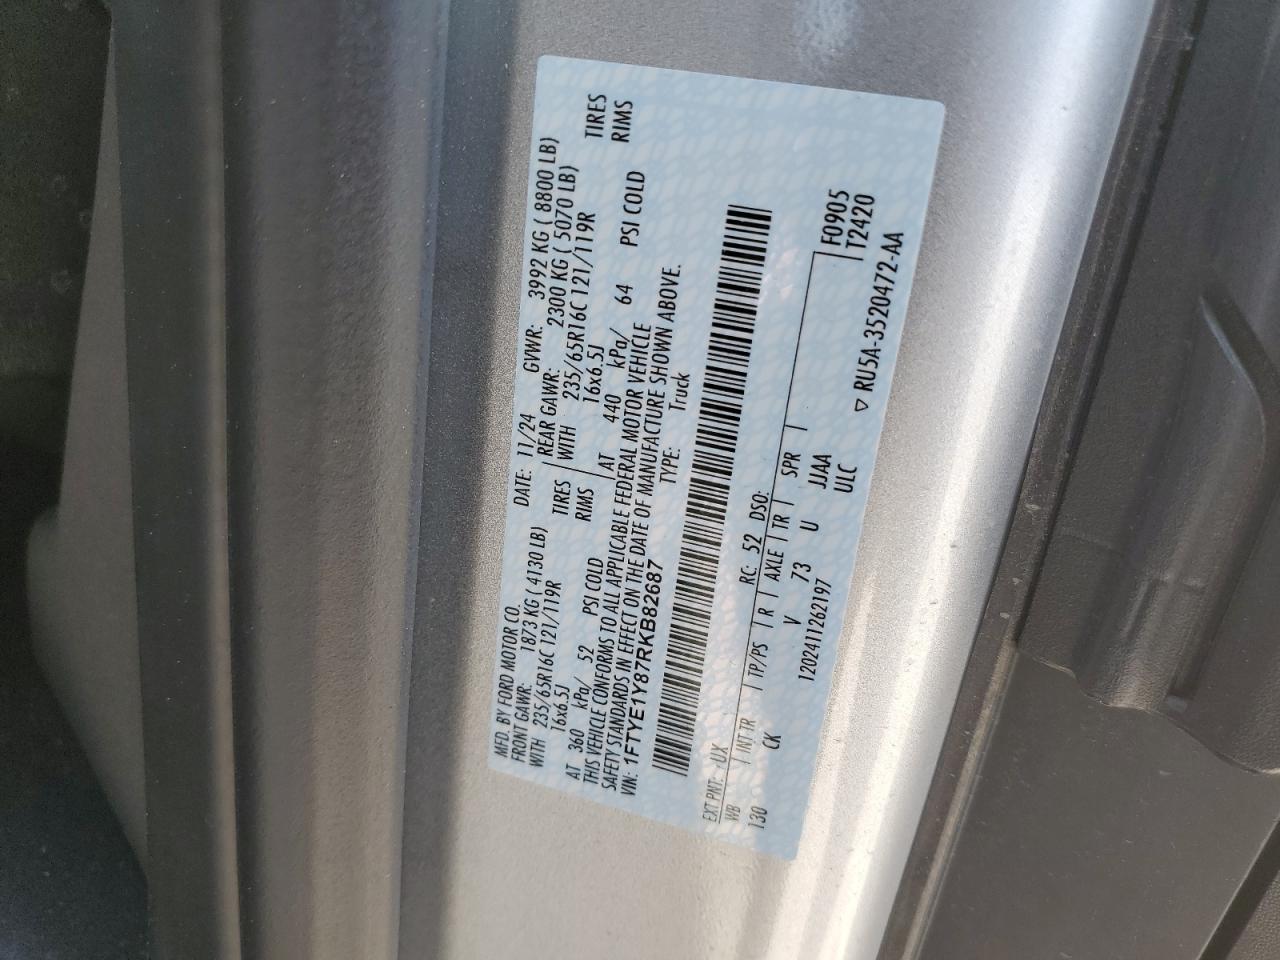 MFD. BY FORD MOTOR CO. DATE: 11/24 GVWR: 3992 KG ( 8800 LB)
FRONT GAWR: 1873 KG ( 4130 LB) REAR GAWR: 2300 KG ( 5070 LB)
WITH 235/65R16C 121/119R TIRES WITH 235/65R16C 121/119R TIRES
16x6.5J RIMS 16x6.5J RIMS
AT 360 kPa/ 52 PSI COLD AT 440 kPa/ 64 PSI COLD
THIS VEHICLE CONFORMS TO ALL APPLICABLE FEDERAL MOTOR VEHICLE
SAFETY STANDARDS IN EFFECT ON THE DATE OF MANUFACTURE SHOWN ABOVE.
VIN: 1FTYE1Y87RKB82687 TYPE: Truck
EXT PNT: UX RC: 52 DSO: F0905
WB INT TR TP/PS R AXLE TR SPR T2420
130 CK V 73 U JJAA
120241126 2197 ULC
▽ RU5A-3520472-AA